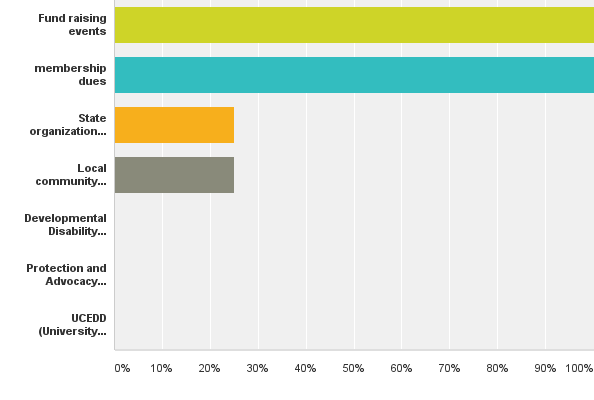 Fund raising
events
membership
dues
State
organization...
Local
community...
Developmental
Disability...
Protection and
Advocacy...
UCEDD
(University...
0% 10% 20% 30% 40% 50% 60% 70% 80% 90% 100%